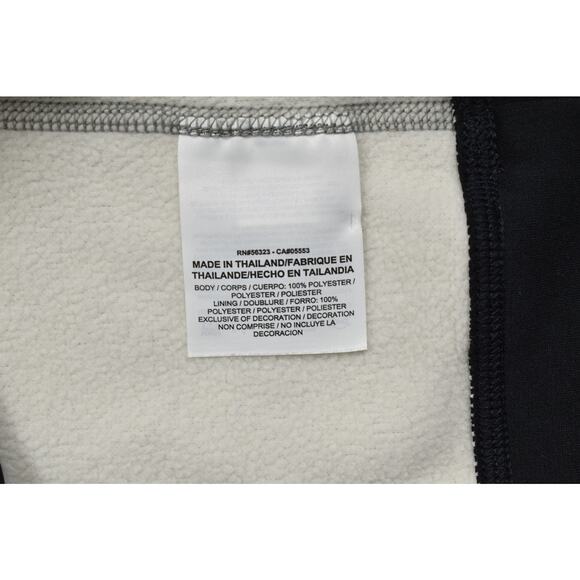 RN#56323 - CA#05553
MADE IN THAILAND/FABRIQUE EN
THAILANDE/HECHO EN TAILANDIA
BODY / CORPS / CUERPO: 100% POLYESTER /
POLYESTER / POLIESTER
LINING / DOUBLURE / FORRO: 100%
POLYESTER / POLYESTER / POLIESTER
EXCLUSIVE OF DECORATION / DECORATION
NON COMPRISE / NO INCLUYE LA
DECORACION